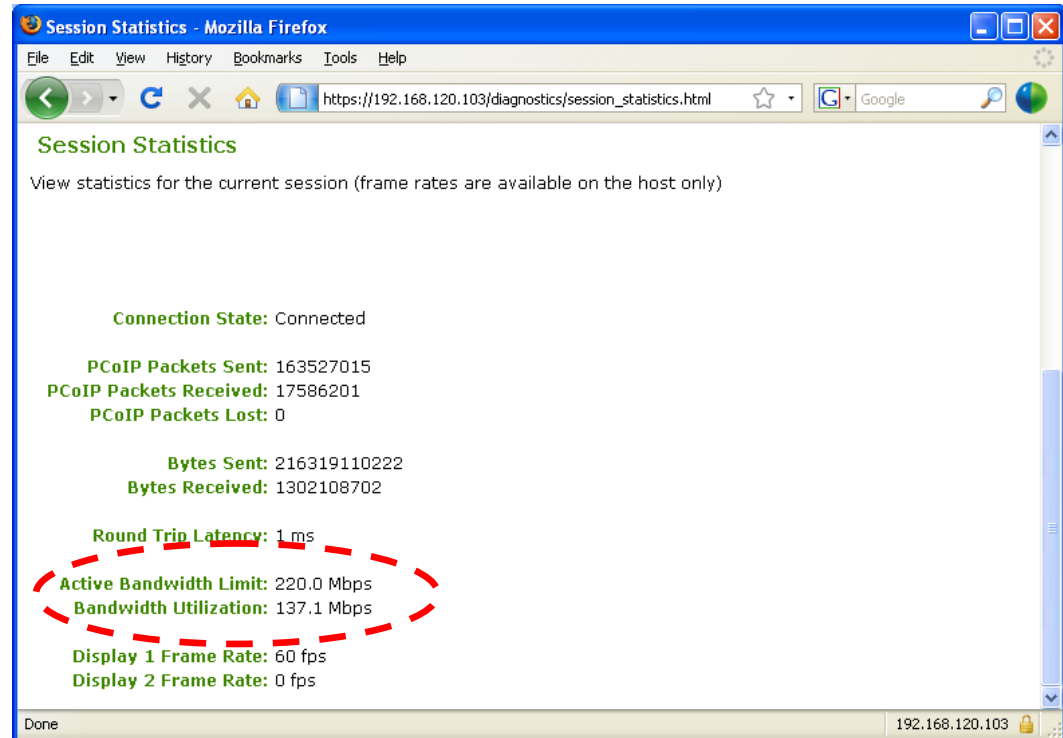 Session Statistics - Mozilla Firefox
File Edit View History Bookmarks Tools Help
https://192.168.120.103/diagnostics/session_statistics.html
G Google
Session Statistics
View statistics for the current session (frame rates are available on the host only)
Connection State: Connected
PCoIP Packets Sent: 163527015
PCoIP Packets Received: 17586201
PCoIP Packets Lost: 0
Bytes Sent: 216319110222
Bytes Received: 1302108702
Round Trip Latency: 1 ms
Active Bandwidth Limit: 220.0 Mbps
Bandwidth Utilization: 137.1 Mbps
Display 1 Frame Rate: 60 fps
Display 2 Frame Rate: 0 fps
Done 192.168.120.103